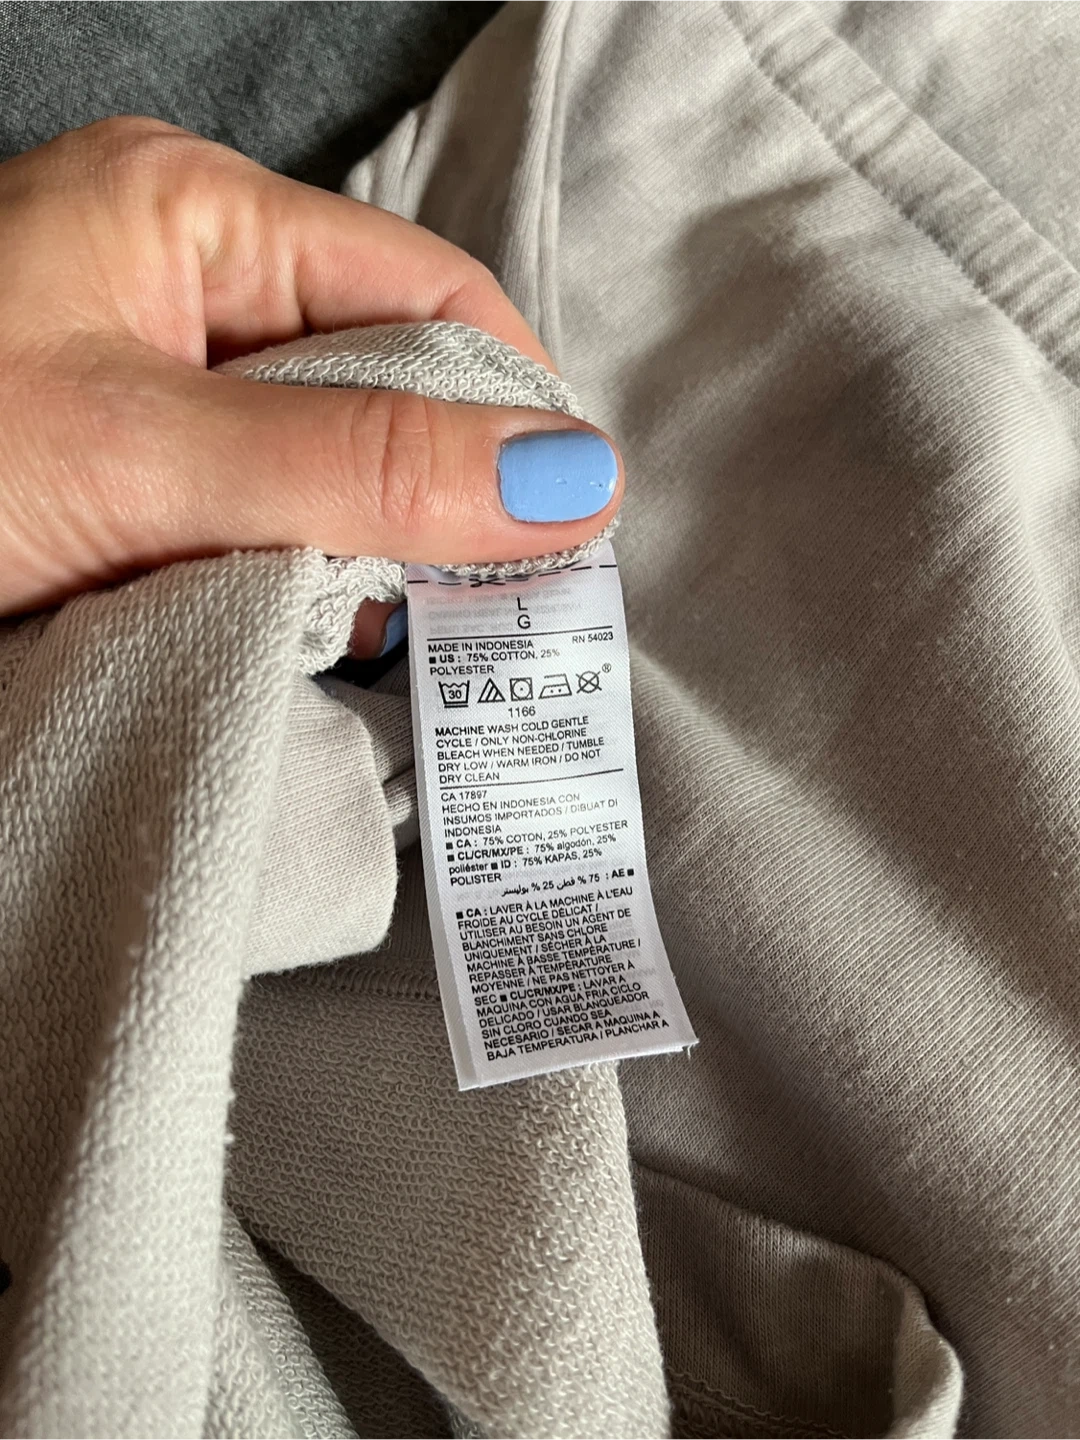 L
G
MADE IN INDONESIA RN 54023
■ US : 75% COTTON, 25%
POLYESTER
30 ®
1166
MACHINE WASH COLD GENTLE
CYCLE / ONLY NON-CHLORINE
BLEACH WHEN NEEDED / TUMBLE
DRY LOW / WARM IRON / DO NOT
DRY CLEAN
CA 17897
HECHO EN INDONESIA CON
INSUMOS IMPORTADOS / DIBUAT DI
INDONESIA
■ CA : 75% COTON, 25% POLYESTER
■ CL/CR/MX/PE : 75% algodón, 25%
poliéster ■ ID : 75% KAPAS, 25%
POLISTER
■ AE : 75 % قطن 25 % بوليستر
■ CA : LAVER À LA MACHINE À L'EAU
FROIDE AU CYCLE DÉLICAT /
UTILISER AU BESOIN UN AGENT DE
BLANCHIMENT SANS CHLORE
UNIQUEMENT / SÉCHER À LA
MACHINE À BASSE TEMPÉRATURE /
REPASSER À TEMPÉRATURE
MOYENNE / NE PAS NETTOYER À
SEC ■ CL/CR/MX/PE : LAVAR A
MAQUINA CON AGUA FRIA CICLO
DELICADO / USAR BLANQUEADOR
SIN CLORO CUANDO SEA
NECESARIO / SECAR A MAQUINA A
BAJA TEMPERATURA / PLANCHAR A